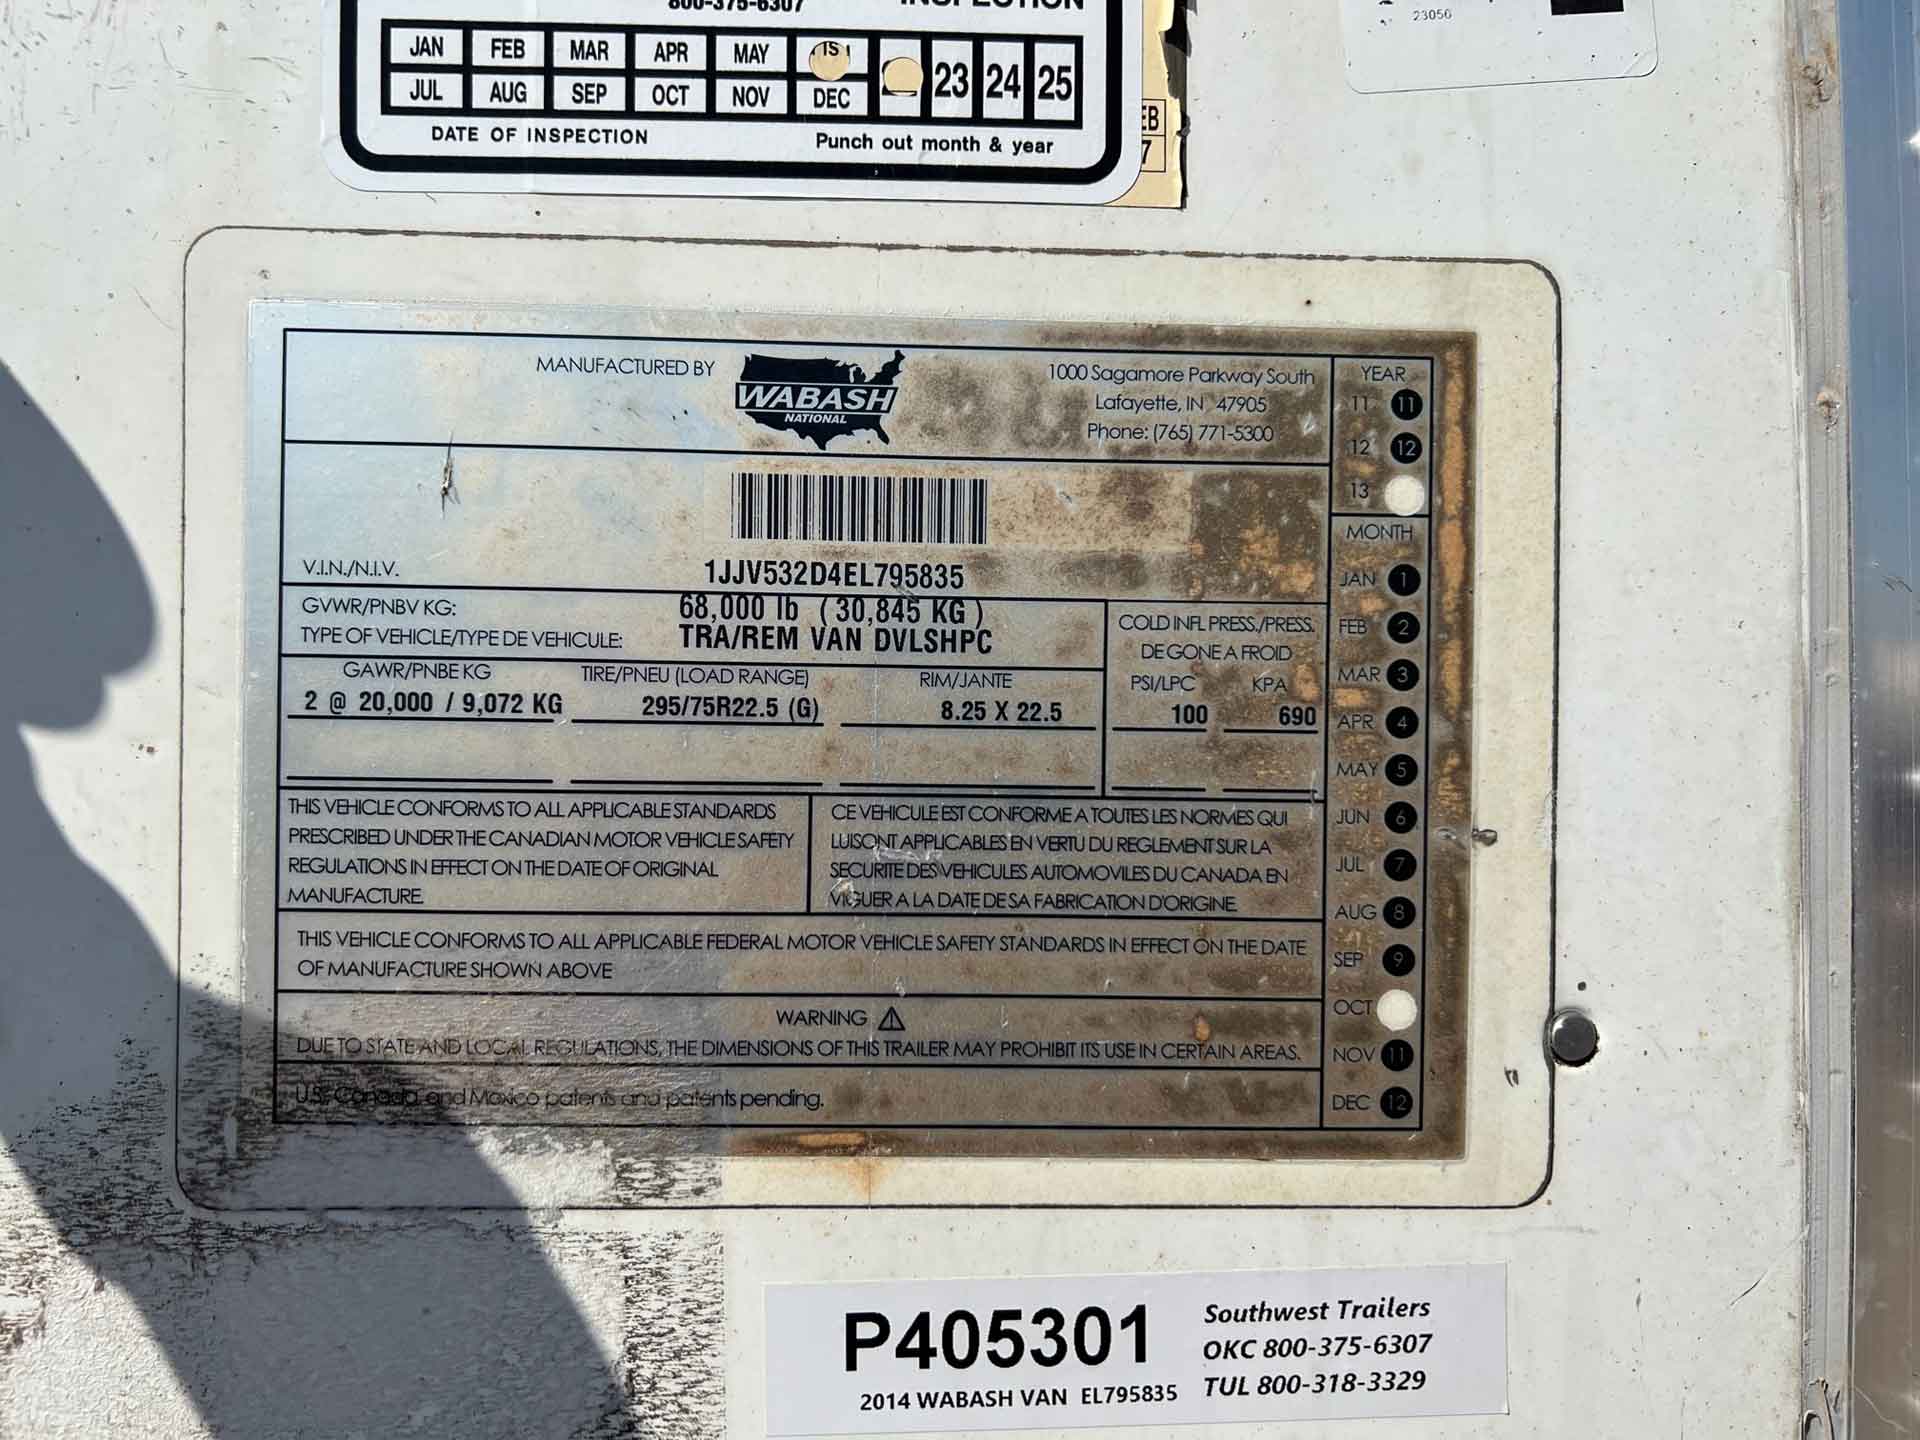 800-375-6307 INSPECTION
JAN FEB MAR APR MAY 23 24 25
JUL AUG SEP OCT NOV DEC
DATE OF INSPECTION Punch out month & year
EB
7
23056
MANUFACTURED BY WABASH NATIONAL
1000 Sagamore Parkway South
Lafayette, IN 47905
Phone: (765) 771-5300
V.I.N./N.I.V. 1JJV532D4EL795835
GVWR/PNBV KG: 68,000 lb ( 30,845 KG )
TYPE OF VEHICLE/TYPE DE VEHICULE: TRA/REM VAN DVLSHPC
COLD INFL PRESS./PRESS.
DE GONE A FROID
GAWR/PNBE KG TIRE/PNEU (LOAD RANGE) RIM/JANTE PSI/LPC KPA
2 @ 20,000 / 9,072 KG 295/75R22.5 (G) 8.25 X 22.5 100 690
THIS VEHICLE CONFORMS TO ALL APPLICABLE STANDARDS
PRESCRIBED UNDER THE CANADIAN MOTOR VEHICLE SAFETY
REGULATIONS IN EFFECT ON THE DATE OF ORIGINAL
MANUFACTURE.
CE VEHICULE EST CONFORME A TOUTES LES NORMES QUI
LUISONT APPLICABLES EN VERTU DU REGLEMENT SUR LA
SECURITE DES VEHICULES AUTOMOVILES DU CANADA EN
VIGUER A LA DATE DE SA FABRICATION D'ORIGINE.
THIS VEHICLE CONFORMS TO ALL APPLICABLE FEDERAL MOTOR VEHICLE SAFETY STANDARDS IN EFFECT ON THE DATE
OF MANUFACTURE SHOWN ABOVE
WARNING
DUE TO STATE AND LOCAL REGULATIONS, THE DIMENSIONS OF THIS TRAILER MAY PROHIBIT ITS USE IN CERTAIN AREAS.
U.S., Canada, and Mexico patents and patents pending.
YEAR
11 11
12 12
13
MONTH
JAN 1
FEB 2
MAR 3
APR 4
MAY 5
JUN 6
JUL 7
AUG 8
SEP 9
OCT
NOV 11
DEC 12
P405301
2014 WABASH VAN EL795835
Southwest Trailers
OKC 800-375-6307
TUL 800-318-3329